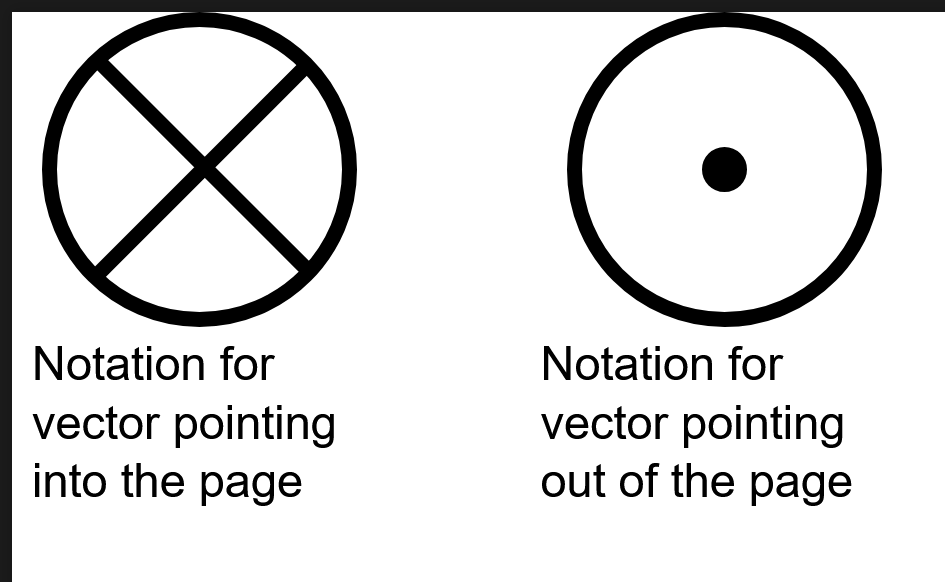 Notation for
vector pointing
into the page
Notation for
vector pointing
out of the page